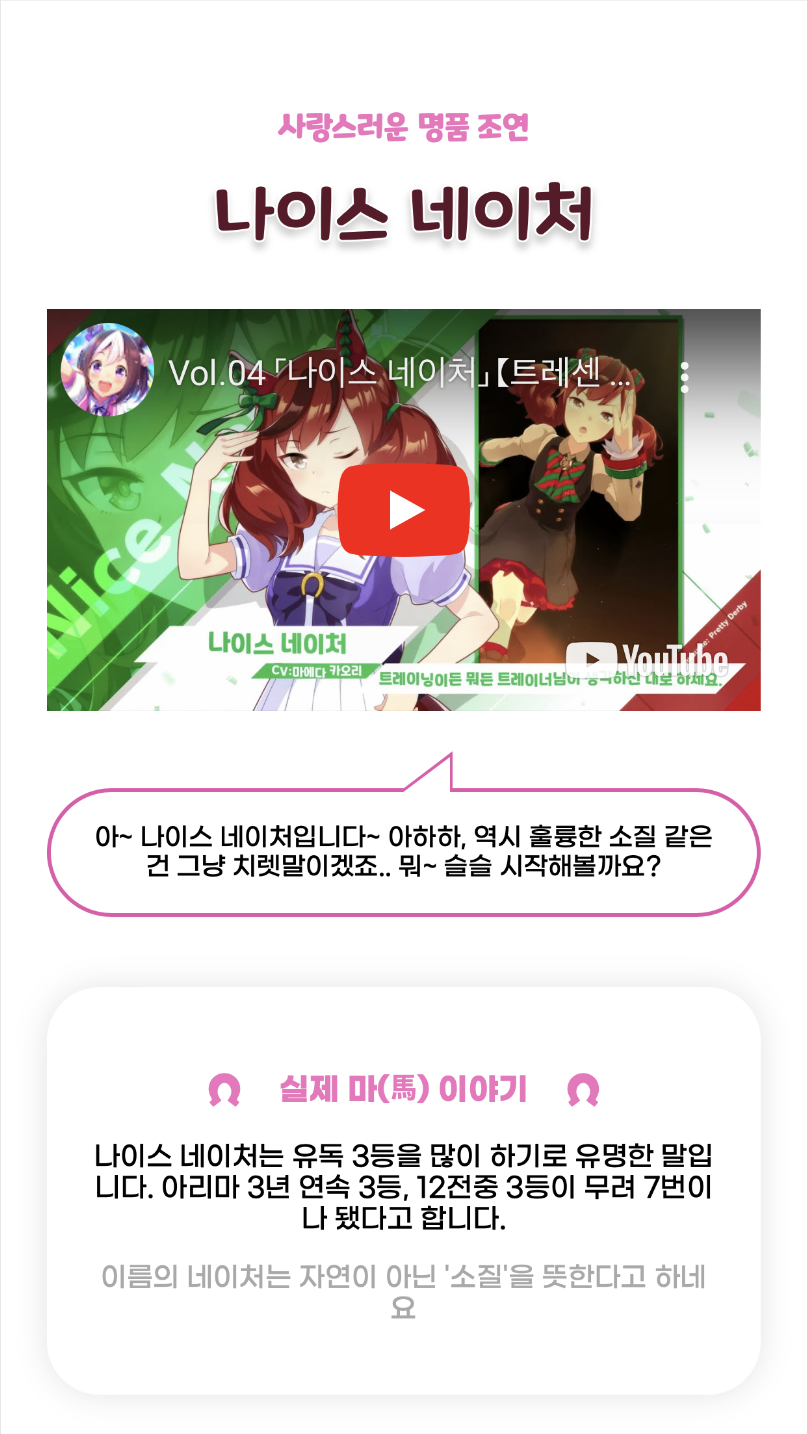 사랑스러운 명품 조연
나이스 네이처
Vol.04 「나이스 네이처」【트레센 ...
Nice N
나이스 네이처
CV:마에다 카오리
Pretty Derby
YouTube
트레이닝이든 뭐든 트레이너님이 하세요.
아~ 나이스 네이처입니다~ 아하하, 역시 훌륭한 소질 같은
건 그냥 치렛말이겠죠.. 뭐~ 슬슬 시작해볼까요?
실제 마(馬) 이야기
나이스 네이처는 유독 3등을 많이 하기로 유명한 말입
니다. 아리마 3년 연속 3등, 12전중 3등이 무려 7번이
나 됐다고 합니다.
이름의 네이처는 자연이 아닌 '소질'을 뜻한다고 하네
요